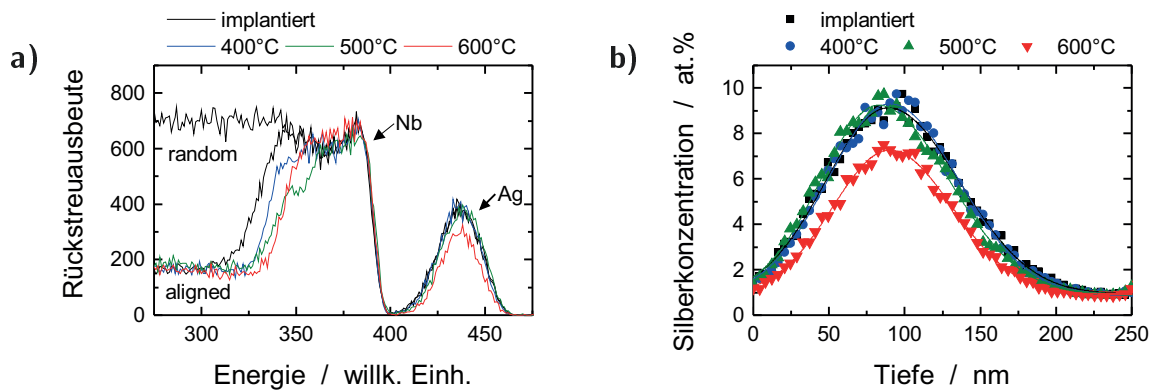 a)
implantiert
400°C 500°C 600°C
Rückstreuausbeute
800
600
400
200
0
random
aligned
Nb
Ag
300 350 400 450
Energie / willk. Einh.
b)
implantiert
400°C 500°C 600°C
Silberkonzentration / at.%
10
8
6
4
2
0
0 50 100 150 200 250
Tiefe / nm